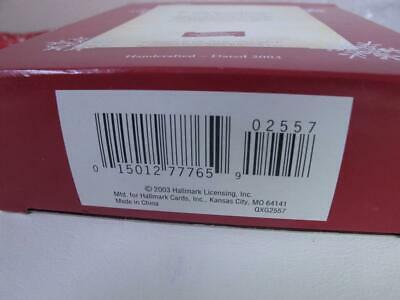 Handcrafted – Dated 2003
02557
0 15012 77765 9
© 2003 Hallmark Licensing, Inc.
Mfd. for Hallmark Cards, Inc., Kansas City, MO 64141
Made in China
QXG2557